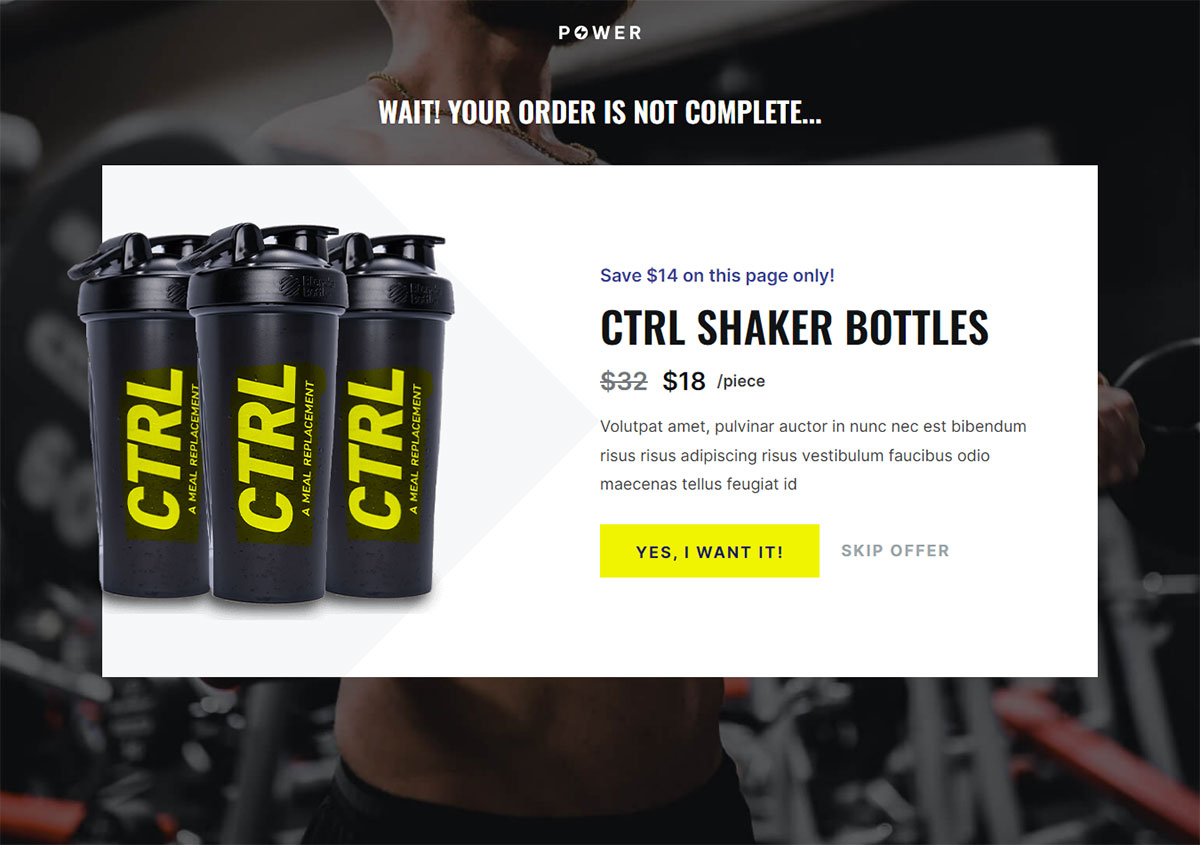 POWER
WAIT! YOUR ORDER IS NOT COMPLETE...
Save $14 on this page only!
CTRL SHAKER BOTTLES
$32 $18 /piece
Volutpat amet, pulvinar auctor in nunc nec est bibendum
risus risus adipiscing risus vestibulum faucibus odio
maecenas tellus feugiat id
YES, I WANT IT! SKIP OFFER
CTRL
A MEAL REPLACEMENT
CTRL
A MEAL REPLACEMENT
CTRL
A MEAL REPLACEMENT